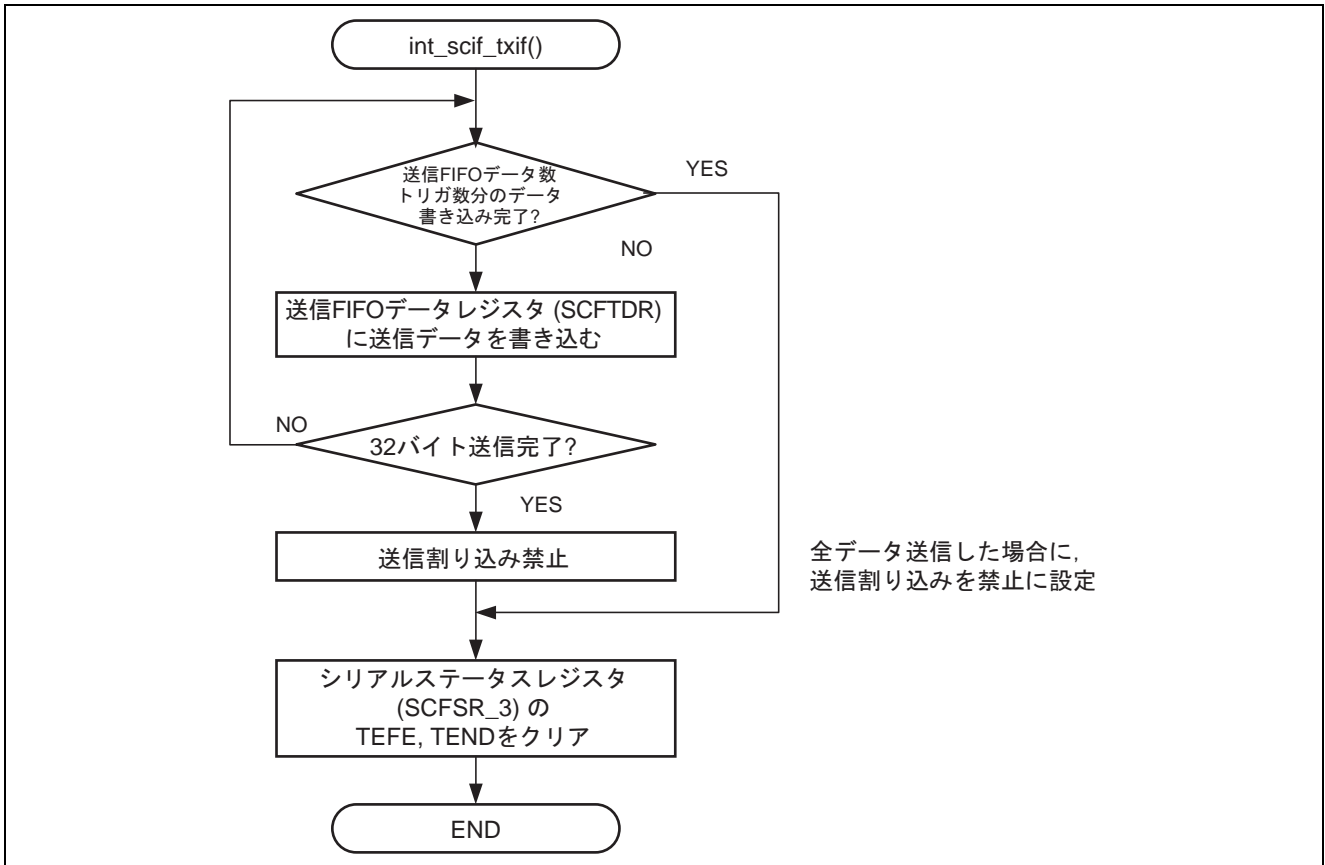 int_scif_txif()
送信FIFOデータ数
トリガ数分のデータ
書き込み完了?
YES
NO
送信FIFOデータレジスタ (SCFTDR)
に送信データを書き込む
NO
32バイト送信完了?
YES
送信割り込み禁止
全データ送信した場合に,
送信割り込みを禁止に設定
シリアルステータスレジスタ
(SCFSR_3) の
TEFE, TENDをクリア
END